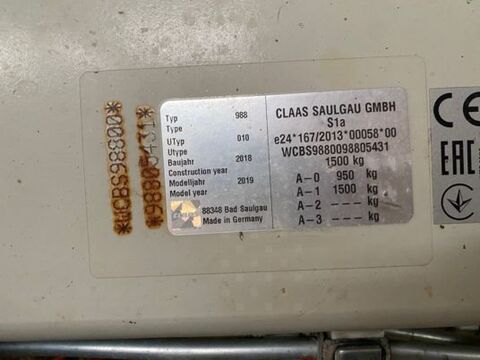 *WCBS98800*
*98805431*
Typ 988
Type
UTyp 010
Utype
Baujahr 2018
Construction year
Modelljahr 2019
Model year
88348 Bad Saulgau
Made in Germany
CLAAS SAULGAU GMBH
S1a
e24*167/2013*00058*00
WCBS9880098805431
1500 kg
A-0 950 kg
A-1 1500 kg
A-2 ---- kg
A-3 ---- kg
CE
EAC